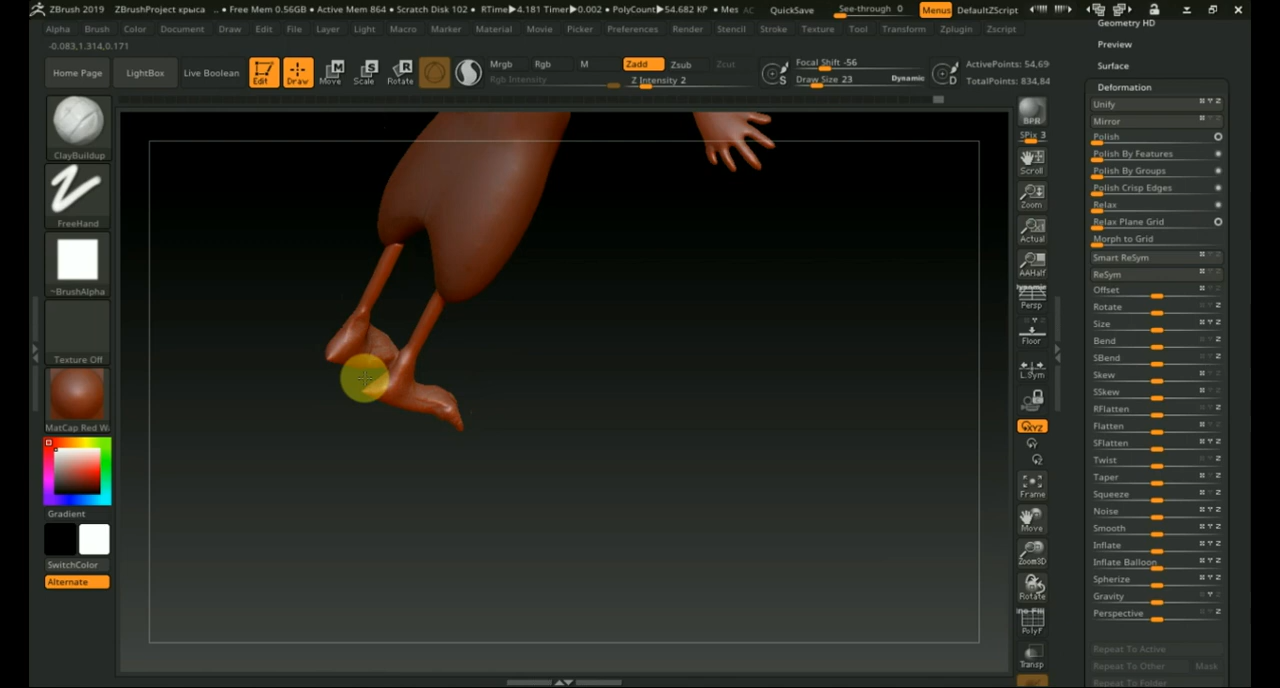 ZBrush 2019 ZBrushProject крыса .. • Free Mem 0.56GB • Active Mem 864 • Scratch Disk 102 • RTime▶4.181 Timer▶0.002 • PolyCount▶54.682 KP • Mes AC QuickSave See-through 0 Menus DefaultZScript
Alpha Brush Color Document Draw Edit File Layer Light Macro Marker Material Movie Picker Preferences Render Stencil Stroke Texture Tool Transform Zplugin Zscript
-0.083,1.314,0.171
Home Page LightBox Live Boolean Edit Draw Move Scale Rotate
Mrgb Rgb M Zadd Zsub Zcut
Rgb Intensity Z Intensity 2
Focal Shift -56
Draw Size 23 Dynamic
S
D
ActivePoints: 54,69
TotalPoints: 834,84
ClayBuildup
FreeHand
~BrushAlpha
Texture Off
MatCap Red W
Gradient
SwitchColor
Alternate
BPR
SPix 3
Scroll
Zoom
Actual
AAHalf
Dynamic
Persp
Floor
L.Sym
XYZ
Frame
Move
Zoom3D
Rotate
PolyF
Transp
Geometry HD
Preview
Surface
Deformation
Unify
Mirror
Polish
Polish By Features
Polish By Groups
Polish Crisp Edges
Relax
Relax Plane Grid
Morph to Grid
Smart ReSym
ReSym
Offset
Rotate
Size
Bend
SBend
Skew
SSkew
RFlatten
Flatten
SFlatten
Twist
Taper
Squeeze
Noise
Smooth
Inflate
Inflate Balloon
Spherize
Gravity
Perspective
Repeat To Active
Repeat To Other Mask
Repeat To Folder